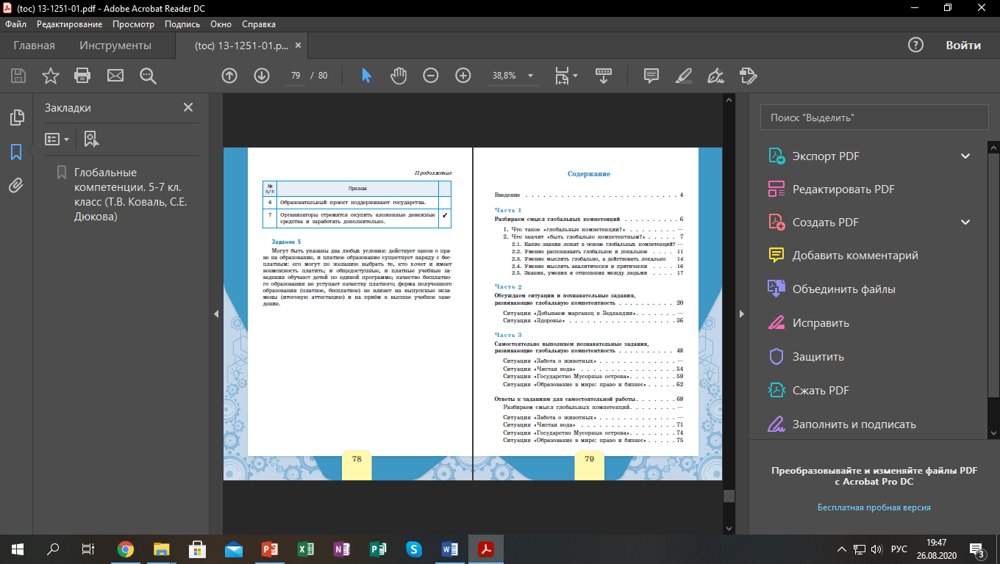 (toc) 13-1251-01.pdf - Adobe Acrobat Reader DC
Файл Редактирование Просмотр Подпись Окно Справка
Главная Инструменты (toc) 13-1251-01.p... × Войти
79 / 80 38,8%
Закладки
Глобальные
компетенции. 5-7 кл.
класс (Т.В. Коваль, С.Е.
Дюкова)
Продолжение
№ п/п Признак
6 Образовательный проект поддерживают государства.
7 Организаторы стремятся окупить вложенные денежные
средства и заработать дополнительно. ✓
Задание 5
Могут быть указаны два любых условия: действует закон о пра-
ве на образование, и платное образование существует наряду с бес-
платным: его могут по желанию выбрать те, кто хочет и имеет
возможность платить; и общедоступные, и платные учебные за-
ведения обучают детей по единой программе; качество бесплатно-
го образования не уступает качеству платного; форма полученного
образования (платное, бесплатное) не влияет на выпускные экза-
мены (итоговую аттестацию) и на приём в высшее учебное заве-
дение.
78
Содержание
Введение . . . . . . . . . . . . . . . . . . . . . . . . . 4
Часть 1
Разбираем смысл глобальных компетенций . . . . . . . . . . 6
1. Что такое «глобальные компетенции?» . . . . . . . . . —
2. Что значит «быть глобально компетентным?» . . . . . 7
2.1. Какие знания лежат в основе глобальных компетенций? —
2.2. Умение распознавать глобальное и локальное . . . . 11
2.3. Умение мыслить глобально, а действовать локально 14
2.4. Умение мыслить аналитически и критически . . . . 16
2.5. Знания, умения и отношения между людьми . . . . 17
Часть 2
Обсуждаем ситуации и познавательные задания,
развивающие глобальную компетентность . . . . . . . . . . 20
Ситуация «Добываем марганец в Зедландии» . . . . . . . —
Ситуация «Здоровье» . . . . . . . . . . . . . . . . . . 36
Часть 3
Самостоятельно выполняем познавательные задания,
развивающие глобальную компетентность . . . . . . . . . . 48
Ситуация «Забота о животных» . . . . . . . . . . . . . —
Ситуация «Чистая вода» . . . . . . . . . . . . . . . . 54
Ситуация «Государство Мусорные острова» . . . . . . . . 59
Ситуация «Образование в мире: право и бизнес» . . . . . 62
Ответы к заданиям для самостоятельной работы . . . . . . . 69
Разбираем смысл глобальных компетенций . . . . . . . . —
Ситуация «Забота о животных» . . . . . . . . . . . . . —
Ситуация «Чистая вода» . . . . . . . . . . . . . . . . 71
Ситуация «Государство Мусорные острова» . . . . . . . . 74
Ситуация «Образование в мире: право и бизнес» . . . . . 75
79
Поиск "Выделить"
Экспорт PDF
Редактировать PDF
Создать PDF
Добавить комментарий
Объединить файлы
Исправить
Защитить
Сжать PDF
Заполнить и подписать
Преобразовывайте и изменяйте файлы PDF
с Acrobat Pro DC
Бесплатная пробная версия
РУС
19:47
26.08.2020
3